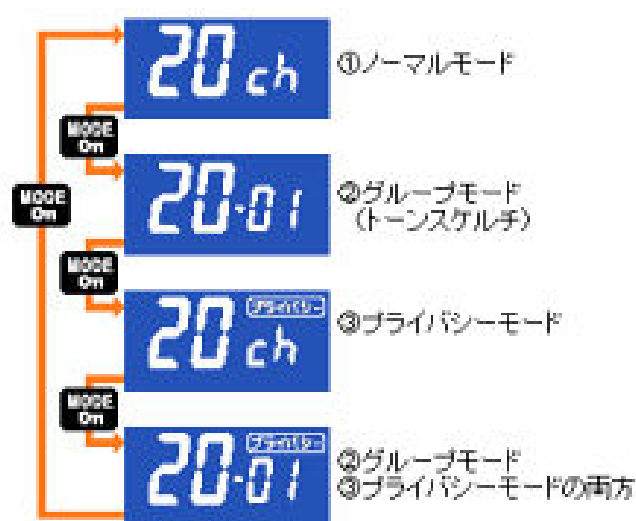 20 ch
①ノーマルモード
MODE
On
MODE
On
20-01
②グループモード
(トーンスケルチ)
MODE
On
プライバシー
20 ch
③プライバシーモード
MODE
On
プライバシー
20-01
②グループモード
③プライバシーモードの両方